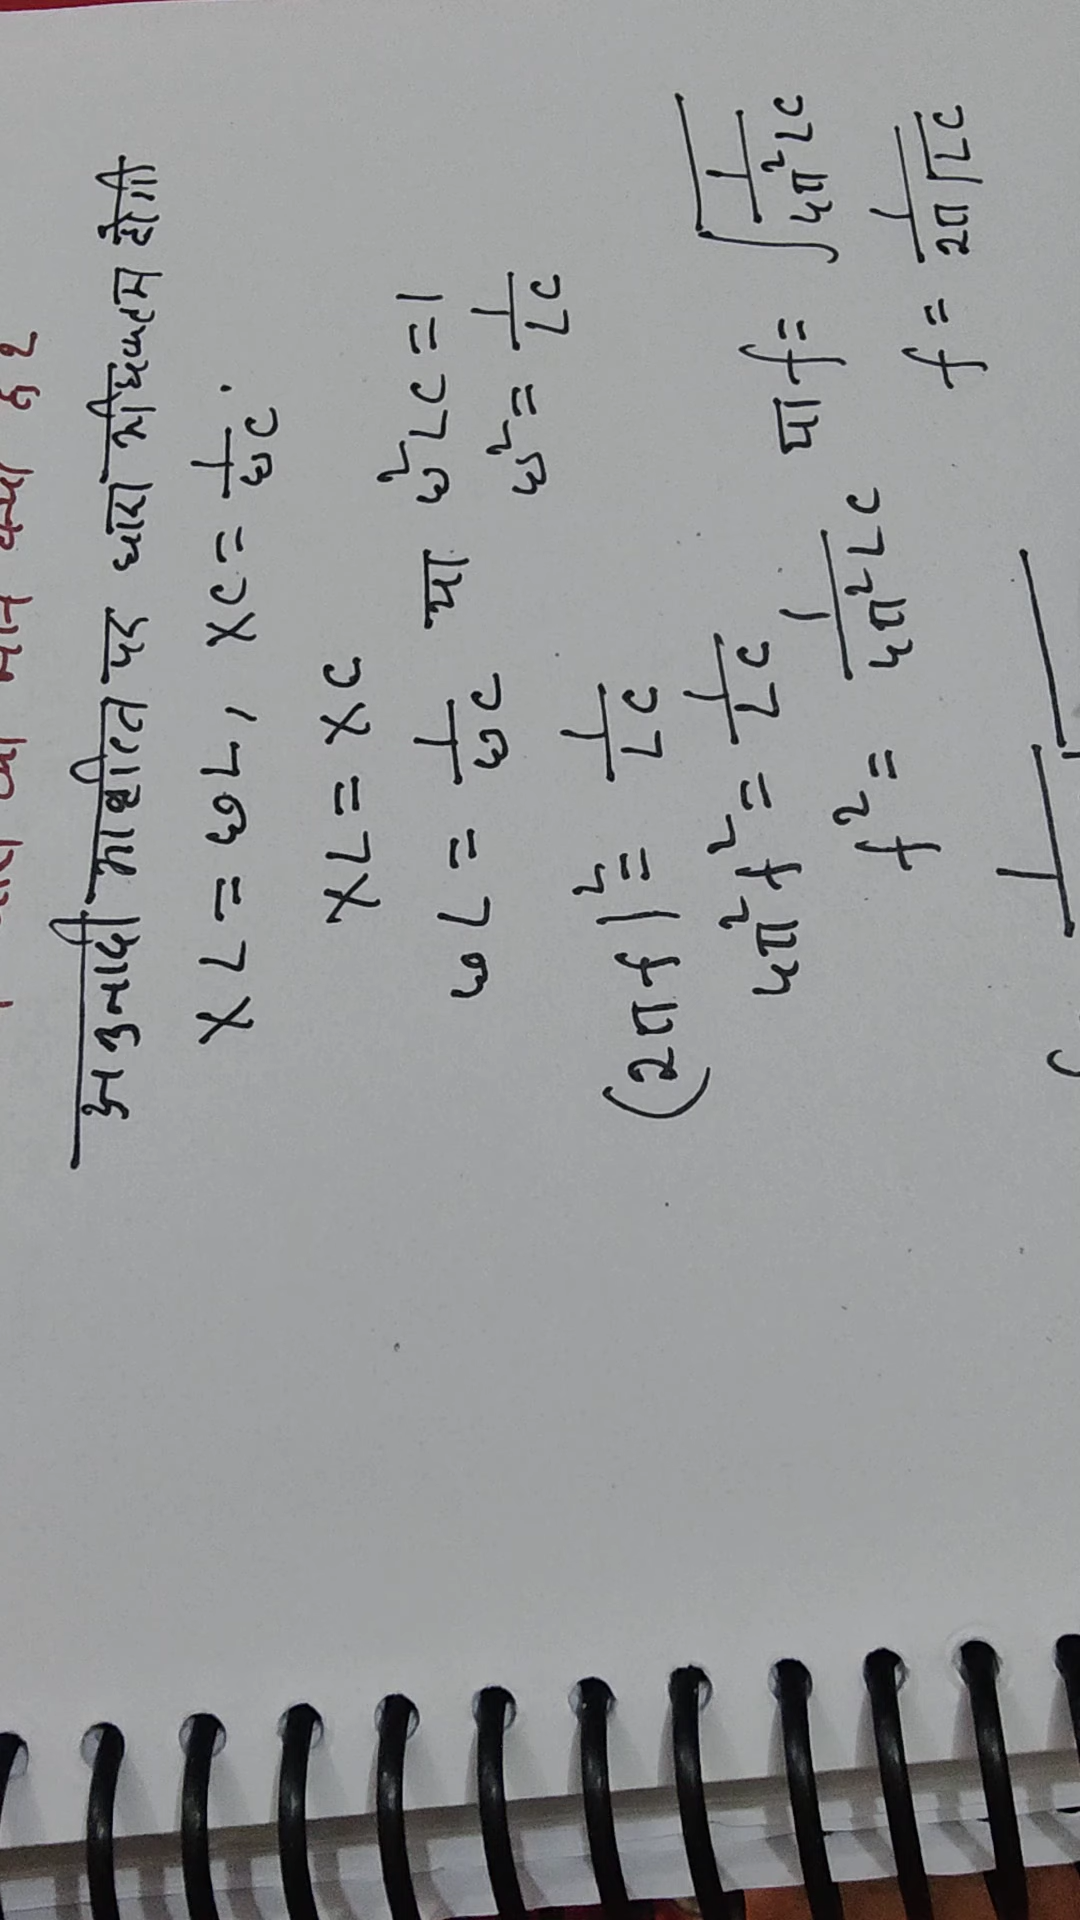 मान क्या
अनुनादी आवृत्ति पर धारा अधिकतम होगी
XL = ωL, XC = 1/ωC.
XL = XC
ωL = 1/ωC या ω²LC = 1
(2πf)² = 1/LC ω² = 1/LC
4π²f² = 1/LC
f² = 1/4π²LC या f = √(1/4π²LC)
f = 1/2π√LC